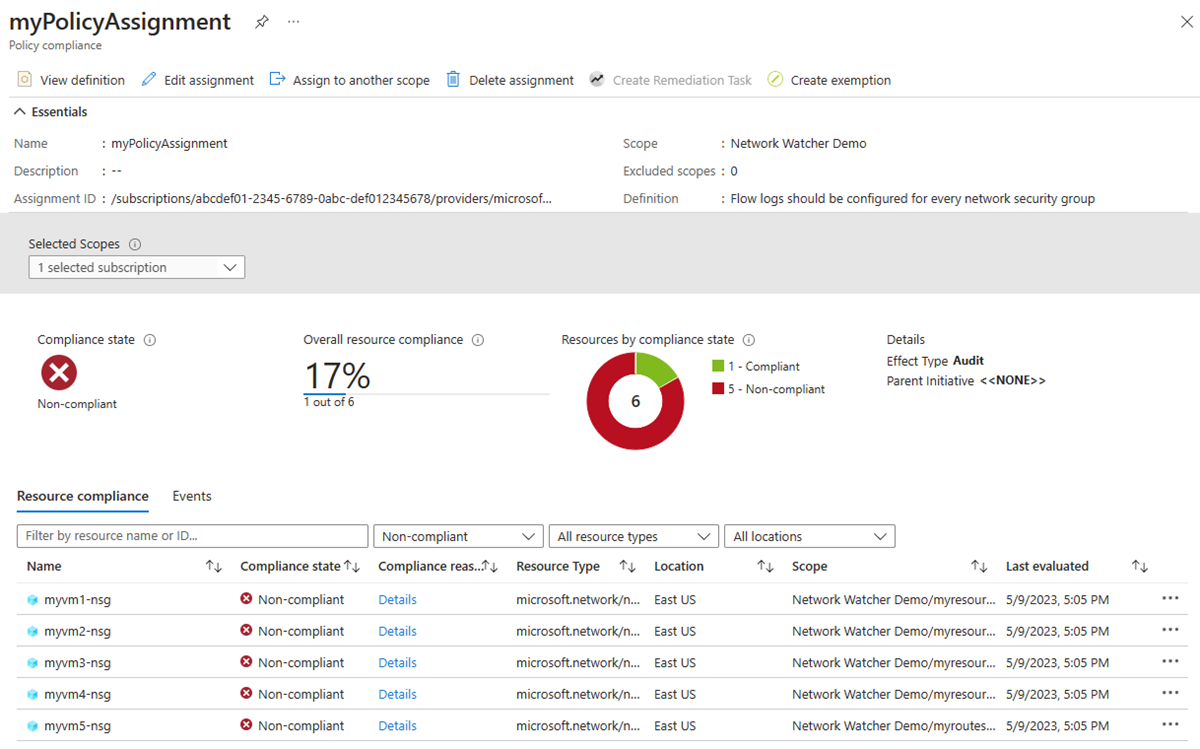 myPolicyAssignment ...
Policy compliance
View definition Edit assignment Assign to another scope Delete assignment Create Remediation Task Create exemption
Essentials
Name : myPolicyAssignment Scope : Network Watcher Demo
Description : -- Excluded scopes : 0
Assignment ID : /subscriptions/abcdef01-2345-6789-0abc-def012345678/providers/microsof... Definition : Flow logs should be configured for every network security group
Selected Scopes
1 selected subscription
Compliance state Overall resource compliance Resources by compliance state Details
17% 6 1 - Compliant Effect Type Audit
Non-compliant 1 out of 6 5 - Non-compliant Parent Initiative <<NONE>>
Resource compliance Events
Filter by resource name or ID... Non-compliant All resource types All locations
Name Compliance state Compliance reas... Resource Type Location Scope Last evaluated
myvm1-nsg Non-compliant Details microsoft.network/n... East US Network Watcher Demo/myresour... 5/9/2023, 5:05 PM ...
myvm2-nsg Non-compliant Details microsoft.network/n... East US Network Watcher Demo/myresour... 5/9/2023, 5:05 PM ...
myvm3-nsg Non-compliant Details microsoft.network/n... East US Network Watcher Demo/myresour... 5/9/2023, 5:05 PM ...
myvm4-nsg Non-compliant Details microsoft.network/n... East US Network Watcher Demo/myresour... 5/9/2023, 5:05 PM ...
myvm5-nsg Non-compliant Details microsoft.network/n... East US Network Watcher Demo/myroutes... 5/9/2023, 5:05 PM ...